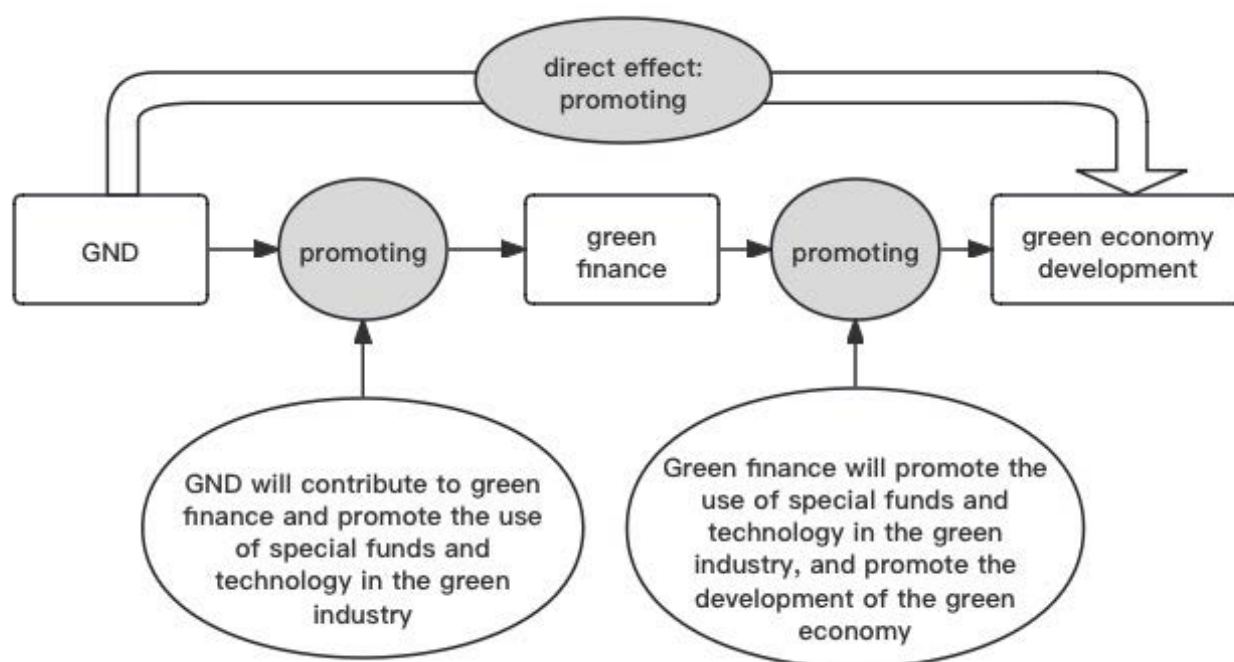 direct effect:
promoting
GND
promoting
green
finance
promoting
green economy
development
GND will contribute to green
finance and promote the use
of special funds and
technology in the green
industry
Green finance will promote the
use of special funds and
technology in the green
industry, and promote the
development of the green
economy